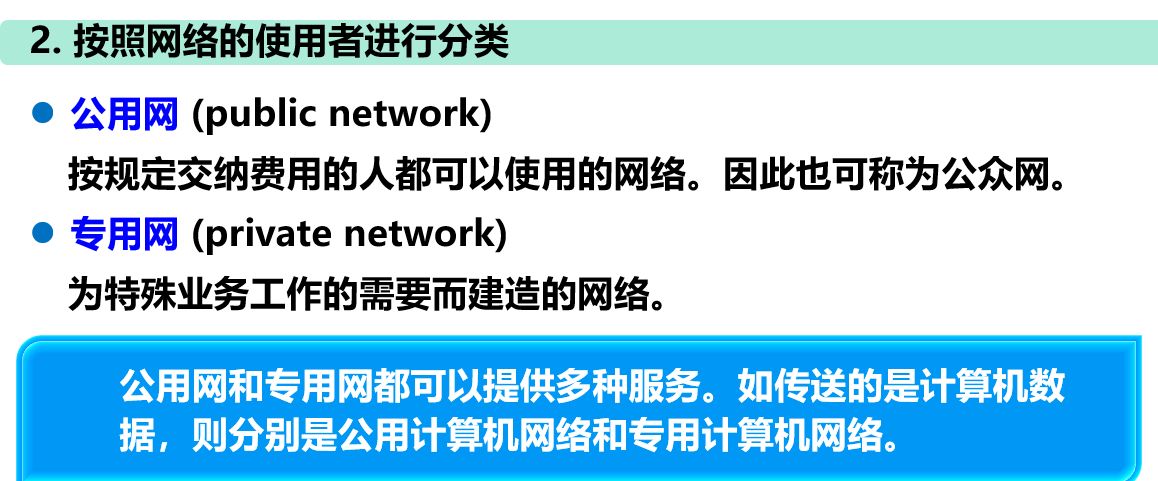 2. 按照网络的使用者进行分类
公用网 (public network)
按规定交纳费用的人都可以使用的网络。因此也可称为公众网。
专用网 (private network)
为特殊业务工作的需要而建造的网络。
公用网和专用网都可以提供多种服务。如传送的是计算机数
据，则分别是公用计算机网络和专用计算机网络。